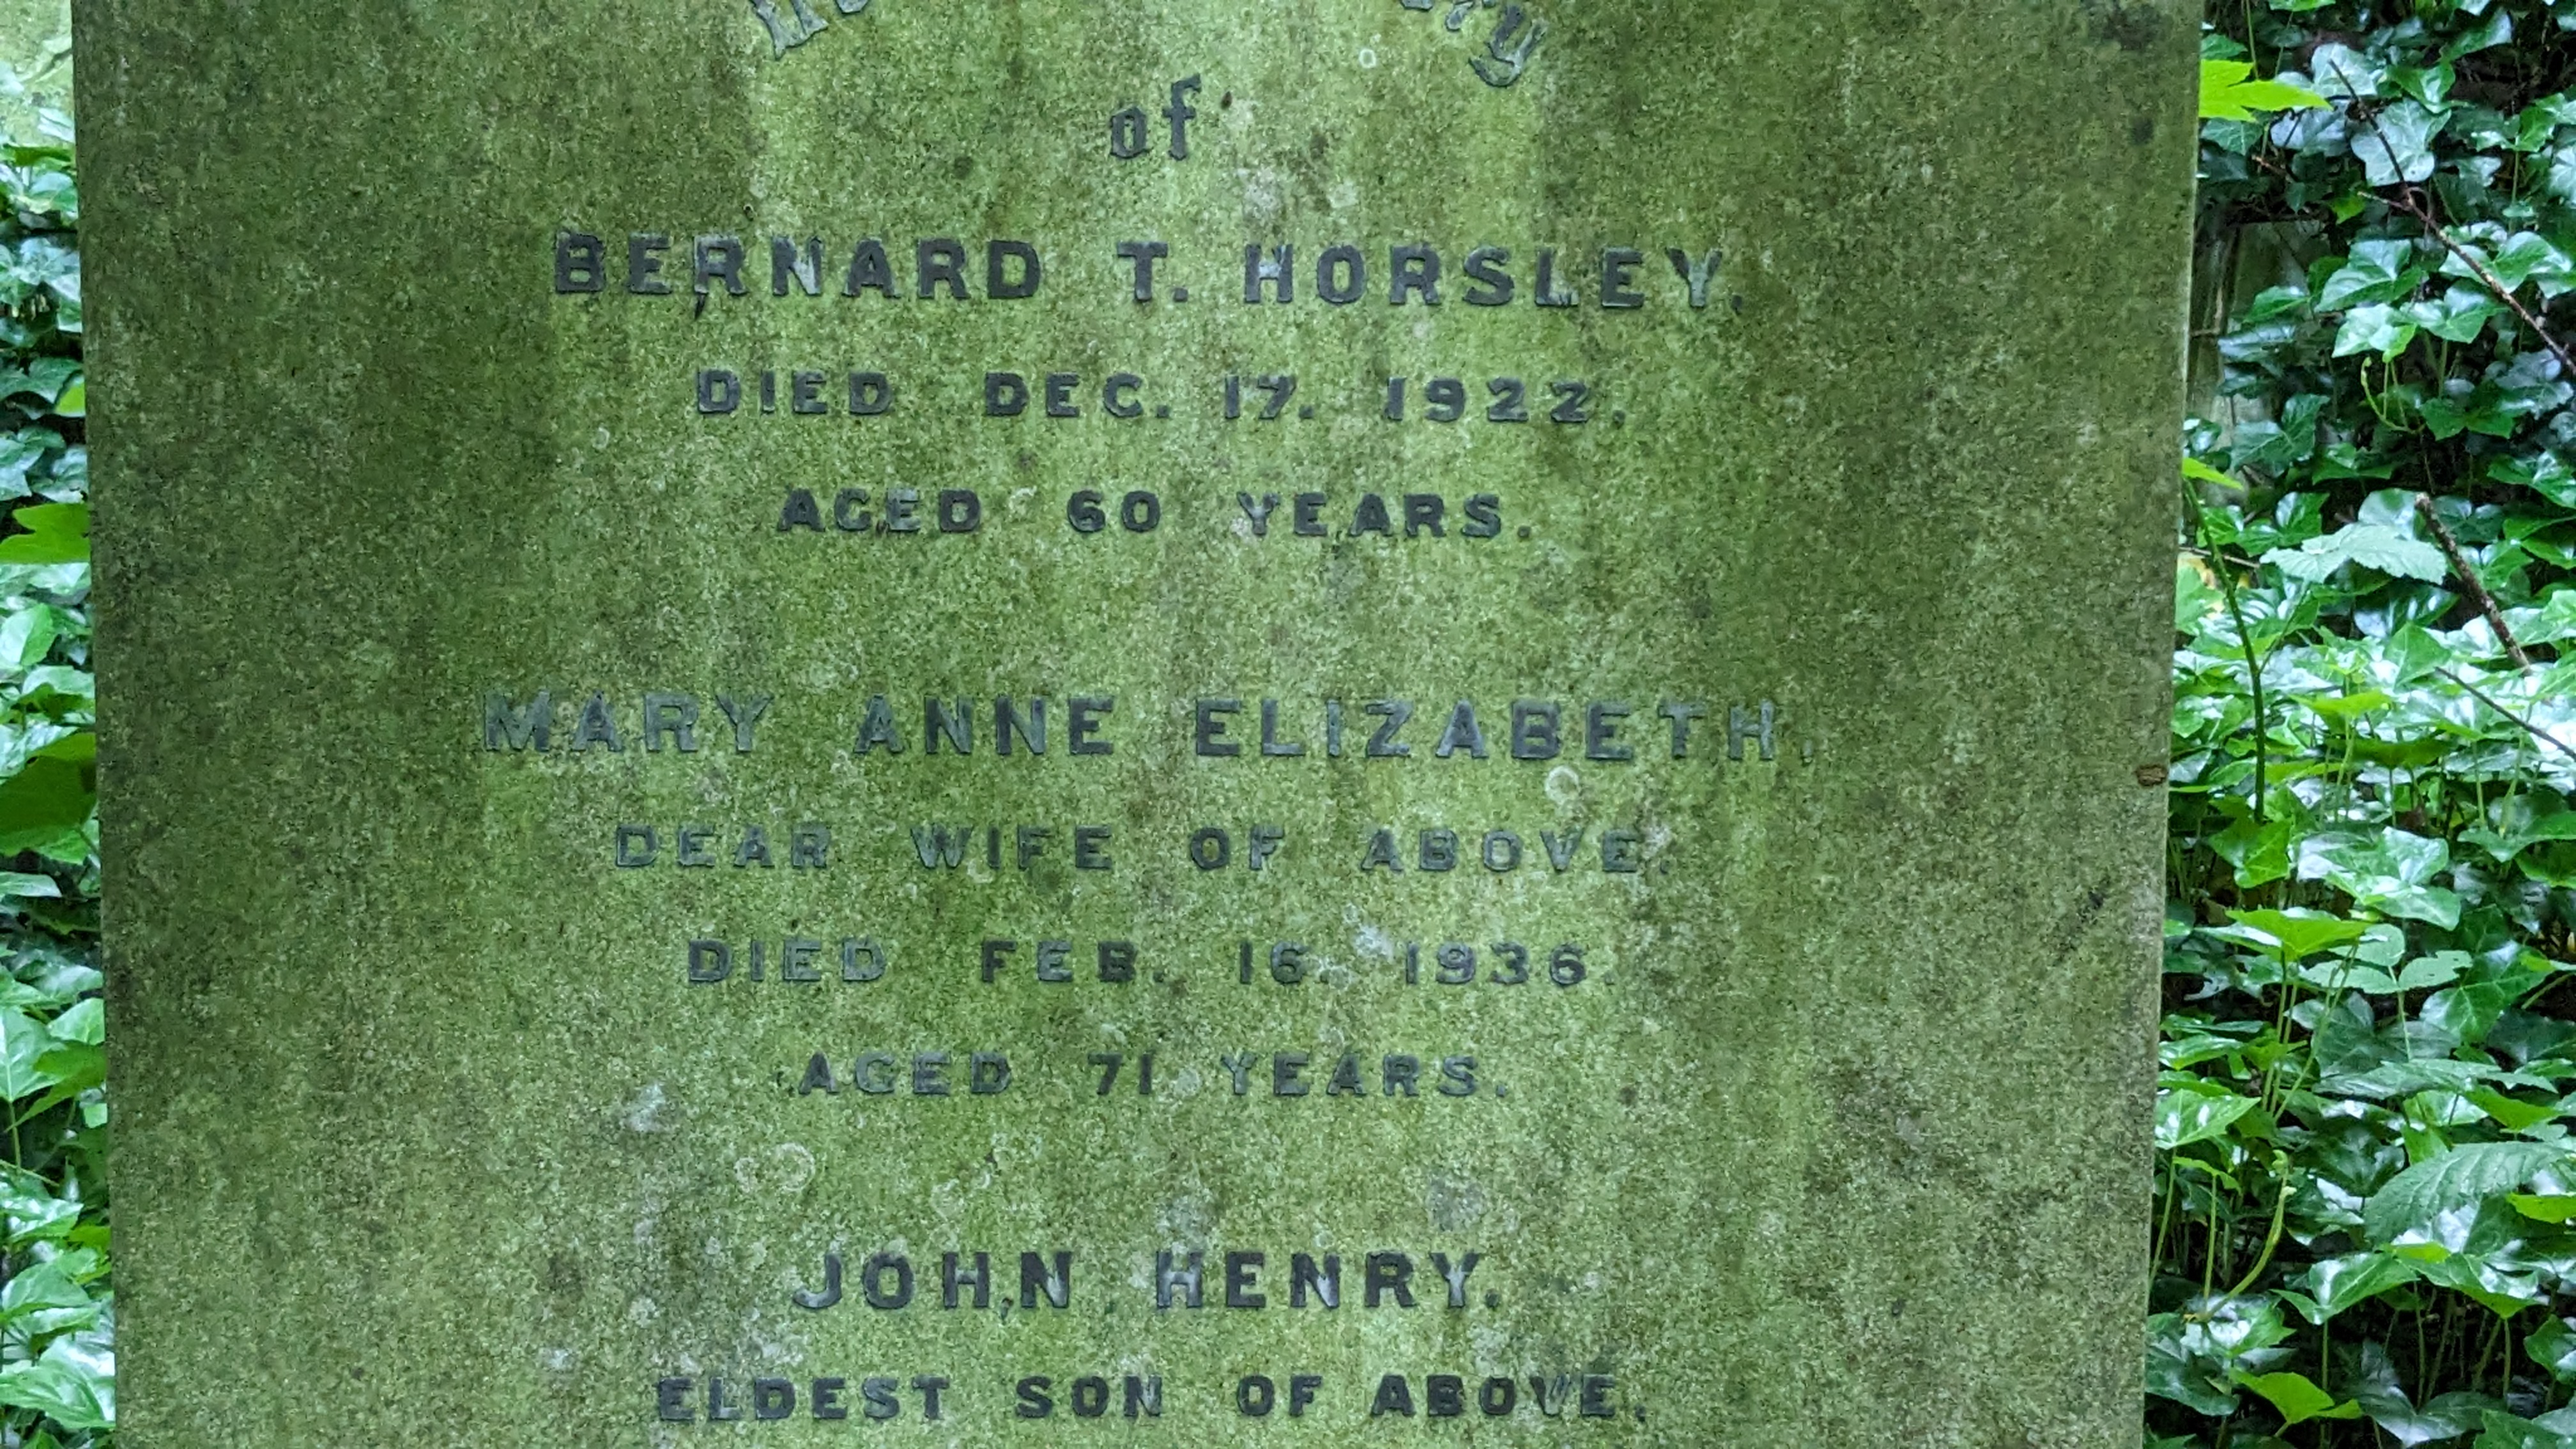 of
BERNARD T. HORSLEY.
DIED DEC. 17. 1922.
AGED 60 YEARS.
MARY ANNE ELIZABETH.
DEAR WIFE OF ABOVE.
DIED FEB. 16. 1936.
AGED 71 YEARS.
JOHN HENRY.
ELDEST SON OF ABOVE.